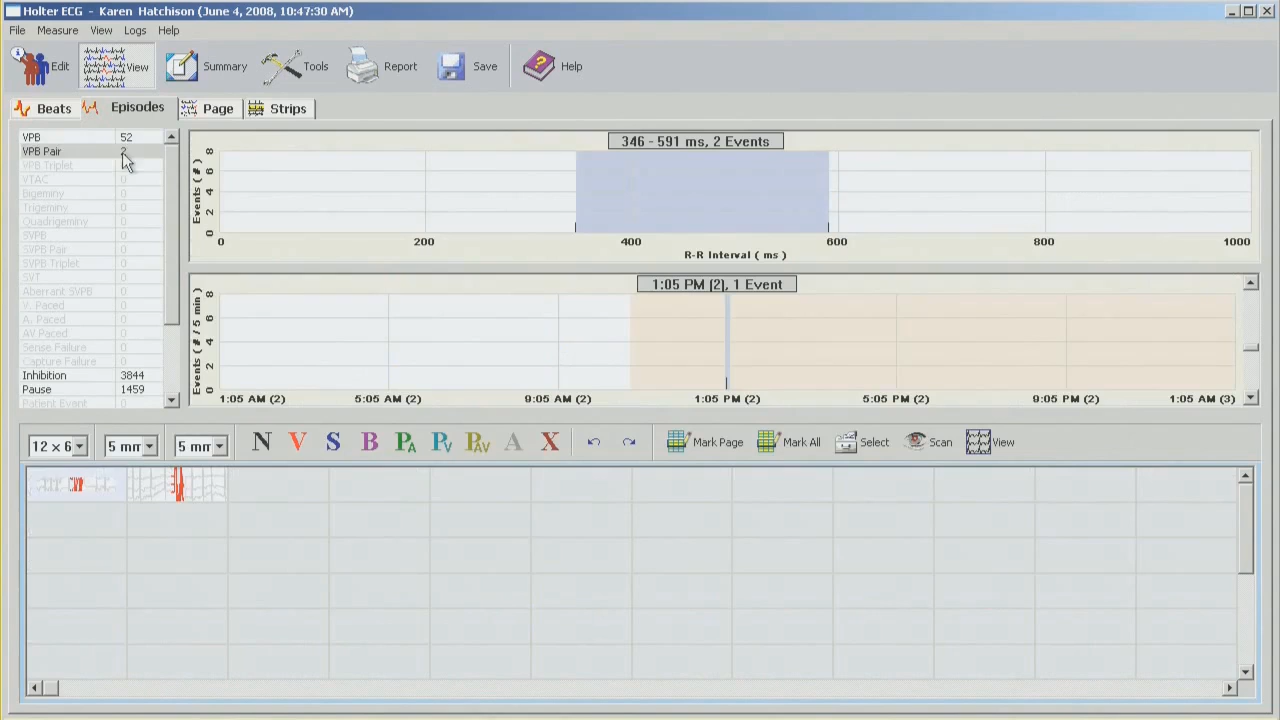 Holter ECG - Karen Hatchison (June 4, 2008, 10:47:30 AM)
File Measure View Logs Help
Edit View Summary Tools Report Save Help
Beats Episodes Page Strips
VPB 52
VPB Pair 2
VPB Triplet
VTAC 0
Bigeminy 0
Trigeminy 0
Quadrigeminy 0
SVPB 0
SVPB Pair 0
SVPB Triplet 0
SVT 0
Aberrant SVPB 0
V. Paced 0
A. Paced 0
AV Paced 0
Sense Failure 0
Capture Failure 0
Inhibition 3844
Pause 1459
Patient Event 0
346 - 591 ms, 2 Events
Events ( # )
8
6
4
2
0
0 200 400 600 800 1000
R-R Interval ( ms )
1:05 PM (2), 1 Event
Events ( # / 5 min )
8
6
4
2
0
1:05 AM (2) 5:05 AM (2) 9:05 AM (2) 1:05 PM (2) 5:05 PM (2) 9:05 PM (2) 1:05 AM (3)
12 × 6 5 mm 5 mm N V S B PA PV PAV A X Mark Page Mark All Select Scan View